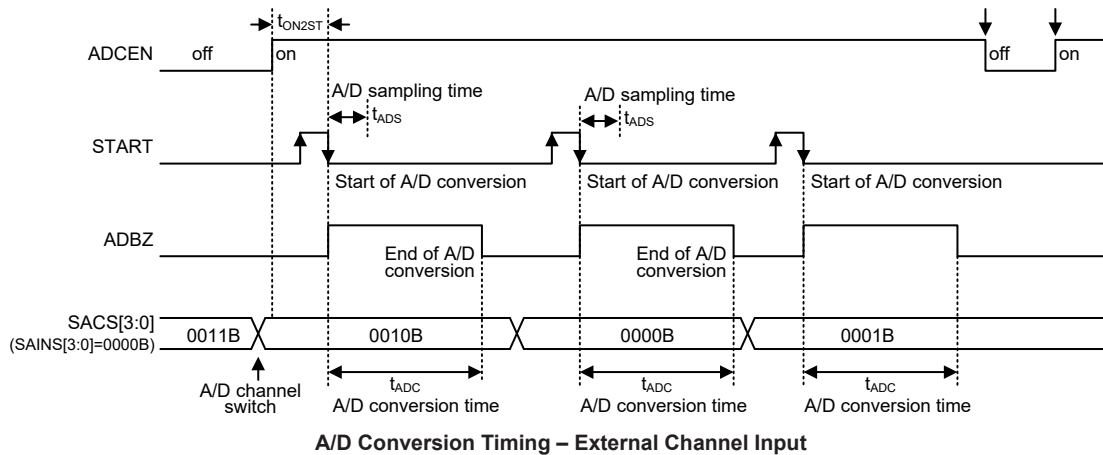 tON2ST
ADCEN
off
on
off
on
A/D sampling time
tADS
A/D sampling time
tADS
START
Start of A/D conversion
Start of A/D conversion
Start of A/D conversion
ADBZ
End of A/D
conversion
End of A/D
conversion
SACS[3:0]
(SAINS[3:0]=0000B)
0011B
0010B
0000B
0001B
A/D channel
switch
tADC
A/D conversion time
tADC
A/D conversion time
tADC
A/D conversion time
A/D Conversion Timing – External Channel Input